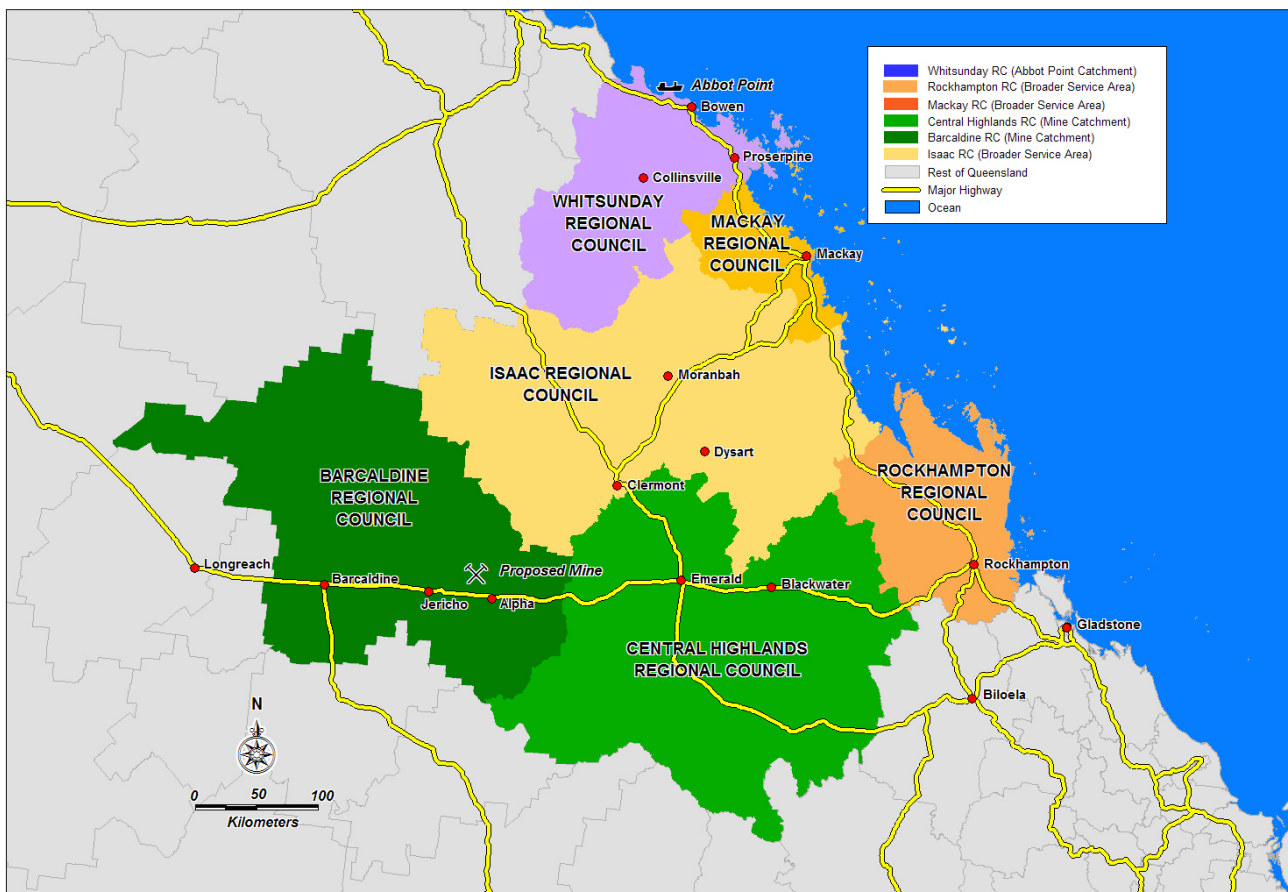 Abbot Point
Bowen
Proserpine
Collinsville
WHITSUNDAY
REGIONAL
COUNCIL
MACKAY
REGIONAL
COUNCIL
Mackay
Whitsunday RC (Abbot Point Catchment)
Rockhampton RC (Broader Service Area)
Mackay RC (Broader Service Area)
Central Highlands RC (Mine Catchment)
Barcaldine RC (Mine Catchment)
Isaac RC (Broader Service Area)
Rest of Queensland
Major Highway
Ocean
ISAAC REGIONAL
COUNCIL
Moranbah
Dysart
Clermont
BARCALDINE
REGIONAL
COUNCIL
ROCKHAMPTON
REGIONAL
COUNCIL
Longreach
Barcaldine
Jericho
Proposed Mine
Alpha
Emerald
Blackwater
Rockhampton
Gladstone
CENTRAL HIGHLANDS
REGIONAL COUNCIL
Biloela
N
0 50 100
Kilometers